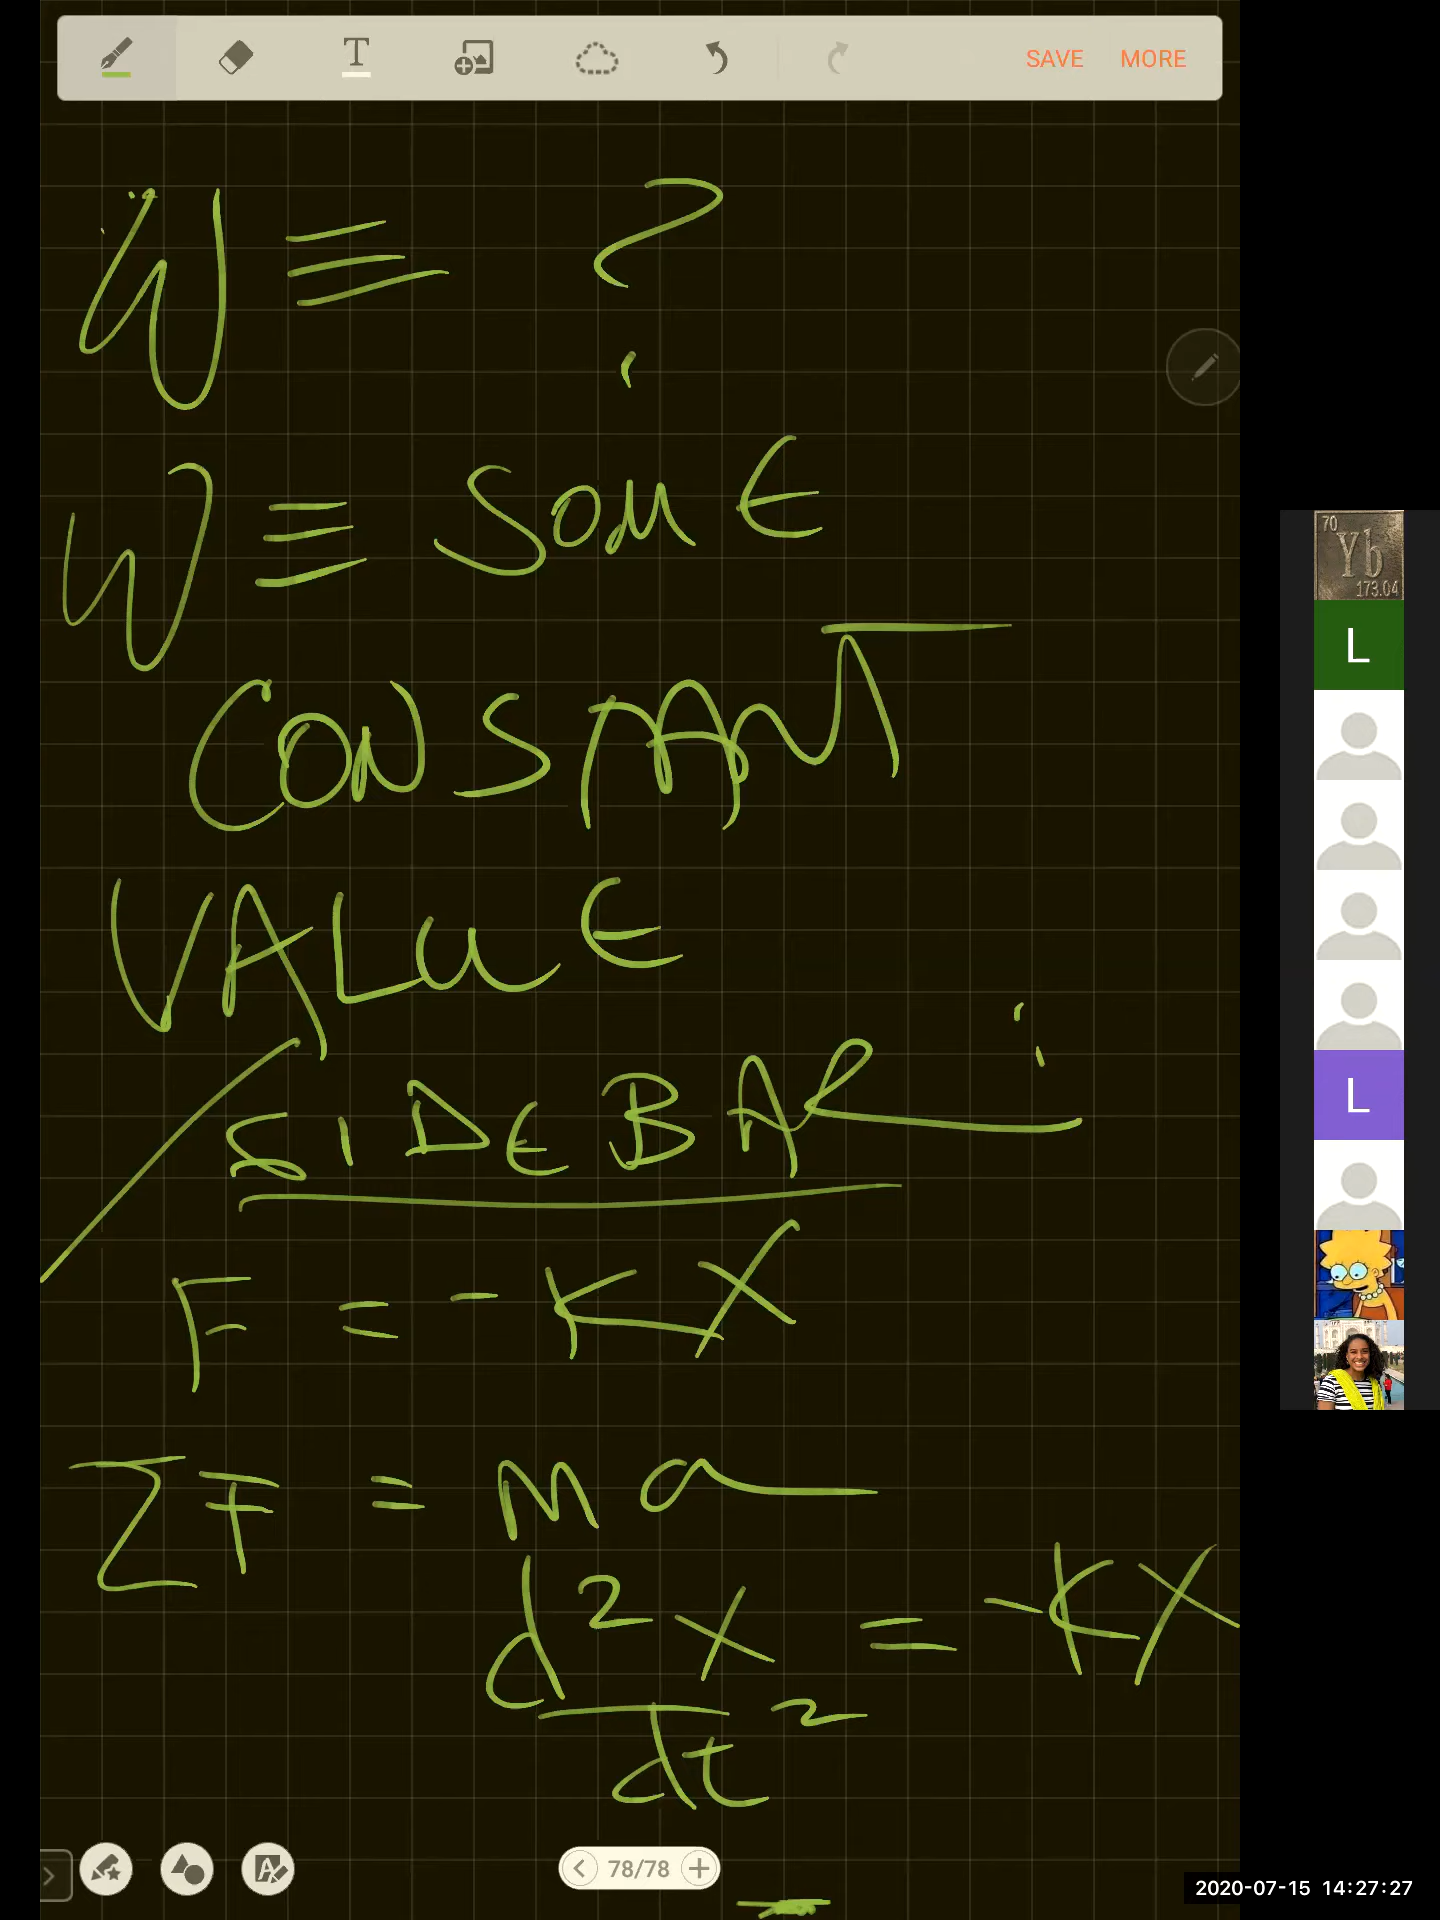 T SAVE MORE
Ẅ ≡ ?
W ≡ SOME
CONSTANT
VALUE
SIDEBAR:
F = -KX
ΣF = ma
d²x/dt² = -KX
78/78
70
Yb
173.04
L
L
2020-07-15 14:27:27